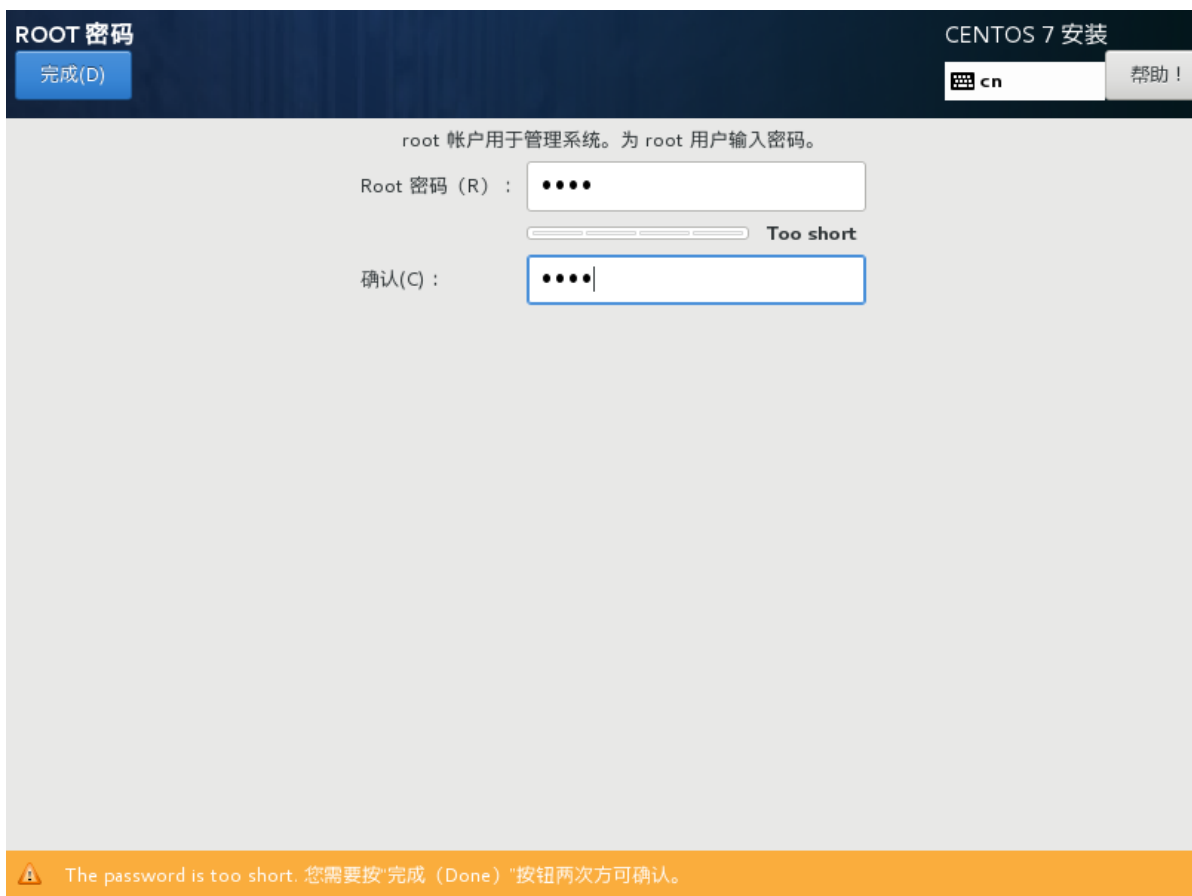 ROOT 密码
CENTOS 7 安装
完成(D)
cn
帮助！
root 帐户用于管理系统。为 root 用户输入密码。
Root 密码（R）：
••••
Too short
确认(C)：
••••
The password is too short. 您需要按“完成（Done）”按钮两次方可确认。